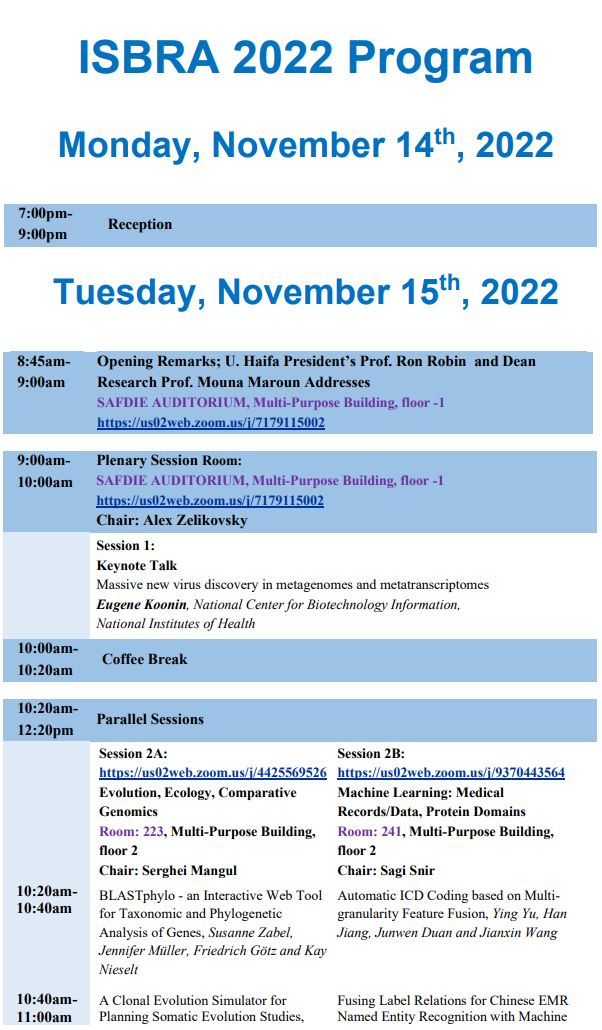 ISBRA 2022 Program
Monday, November 14th, 2022
7:00pm-
9:00pm
Reception
Tuesday, November 15th, 2022
8:45am-
9:00am
Opening Remarks; U. Haifa President's Prof. Ron Robin and Dean
Research Prof. Mouna Maroun Addresses
SAFDIE AUDITORIUM, Multi-Purpose Building, floor -1
https://us02web.zoom.us/j/7179115002
9:00am-
10:00am
Plenary Session Room:
SAFDIE AUDITORIUM, Multi-Purpose Building, floor -1
https://us02web.zoom.us/j/7179115002
Chair: Alex Zelikovsky
Session 1:
Keynote Talk
Massive new virus discovery in metagenomes and metatranscriptomes
Eugene Koonin, National Center for Biotechnology Information,
National Institutes of Health
10:00am-
10:20am
Coffee Break
10:20am-
12:20pm
Parallel Sessions
Session 2A:
https://us02web.zoom.us/j/4425569526
Evolution, Ecology, Comparative
Genomics
Room: 223, Multi-Purpose Building,
floor 2
Chair: Serghei Mangul
Session 2B:
https://us02web.zoom.us/j/9370443564
Machine Learning: Medical
Records/Data, Protein Domains
Room: 241, Multi-Purpose Building,
floor 2
Chair: Sagi Snir
10:20am-
10:40am
BLASTphylo - an Interactive Web Tool
for Taxonomic and Phylogenetic
Analysis of Genes, Susanne Zabel,
Jennifer Müller, Friedrich Götz and Kay
Nieselt
Automatic ICD Coding based on Multi-
granularity Feature Fusion, Ying Yu, Han
Jiang, Junwen Duan and Jianxin Wang
10:40am-
11:00am
A Clonal Evolution Simulator for
Planning Somatic Evolution Studies,
Fusing Label Relations for Chinese EMR
Named Entity Recognition with Machine